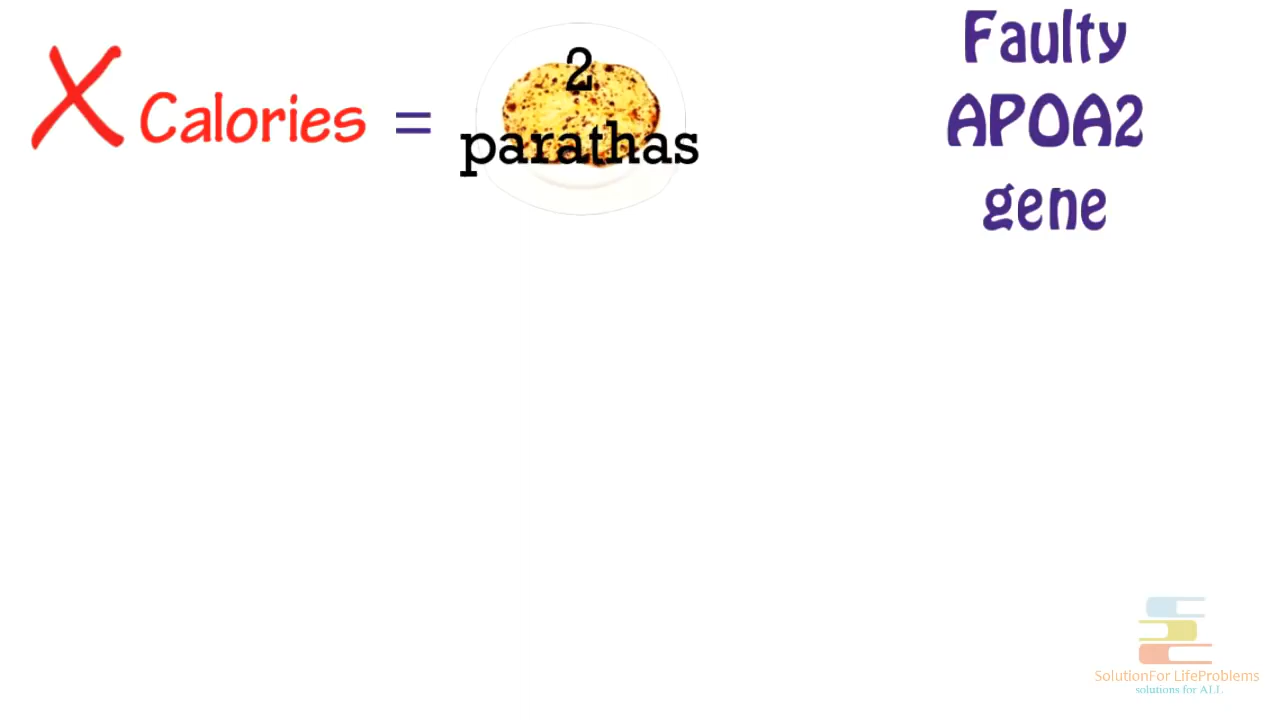 X Calories =
2
parathas
Faulty
APOA2
gene
SolutionFor LifeProblems
solutions for ALL